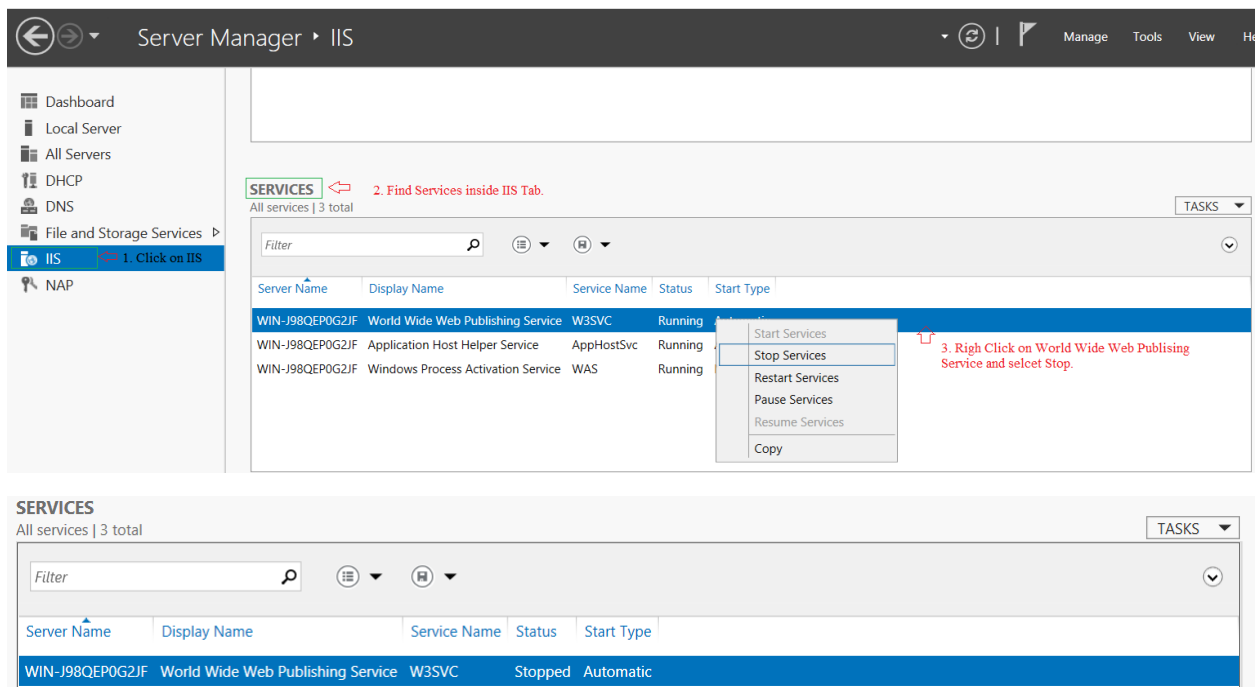 Server Manager ‣ IIS
Manage Tools View He
Dashboard
Local Server
All Servers
DHCP
DNS
File and Storage Services
IIS
1. Click on IIS
NAP
SERVICES
2. Find Services inside IIS Tab.
All services | 3 total
TASKS
Filter
Server Name Display Name Service Name Status Start Type
WIN-J98QEP0G2JF World Wide Web Publishing Service W3SVC Running
WIN-J98QEP0G2JF Application Host Helper Service AppHostSvc Running
WIN-J98QEP0G2JF Windows Process Activation Service WAS Running
Start Services
Stop Services
Restart Services
Pause Services
Resume Services
Copy
3. Righ Click on World Wide Web Publising
Service and selcet Stop.
SERVICES
All services | 3 total
TASKS
Filter
Server Name Display Name Service Name Status Start Type
WIN-J98QEP0G2JF World Wide Web Publishing Service W3SVC Stopped Automatic